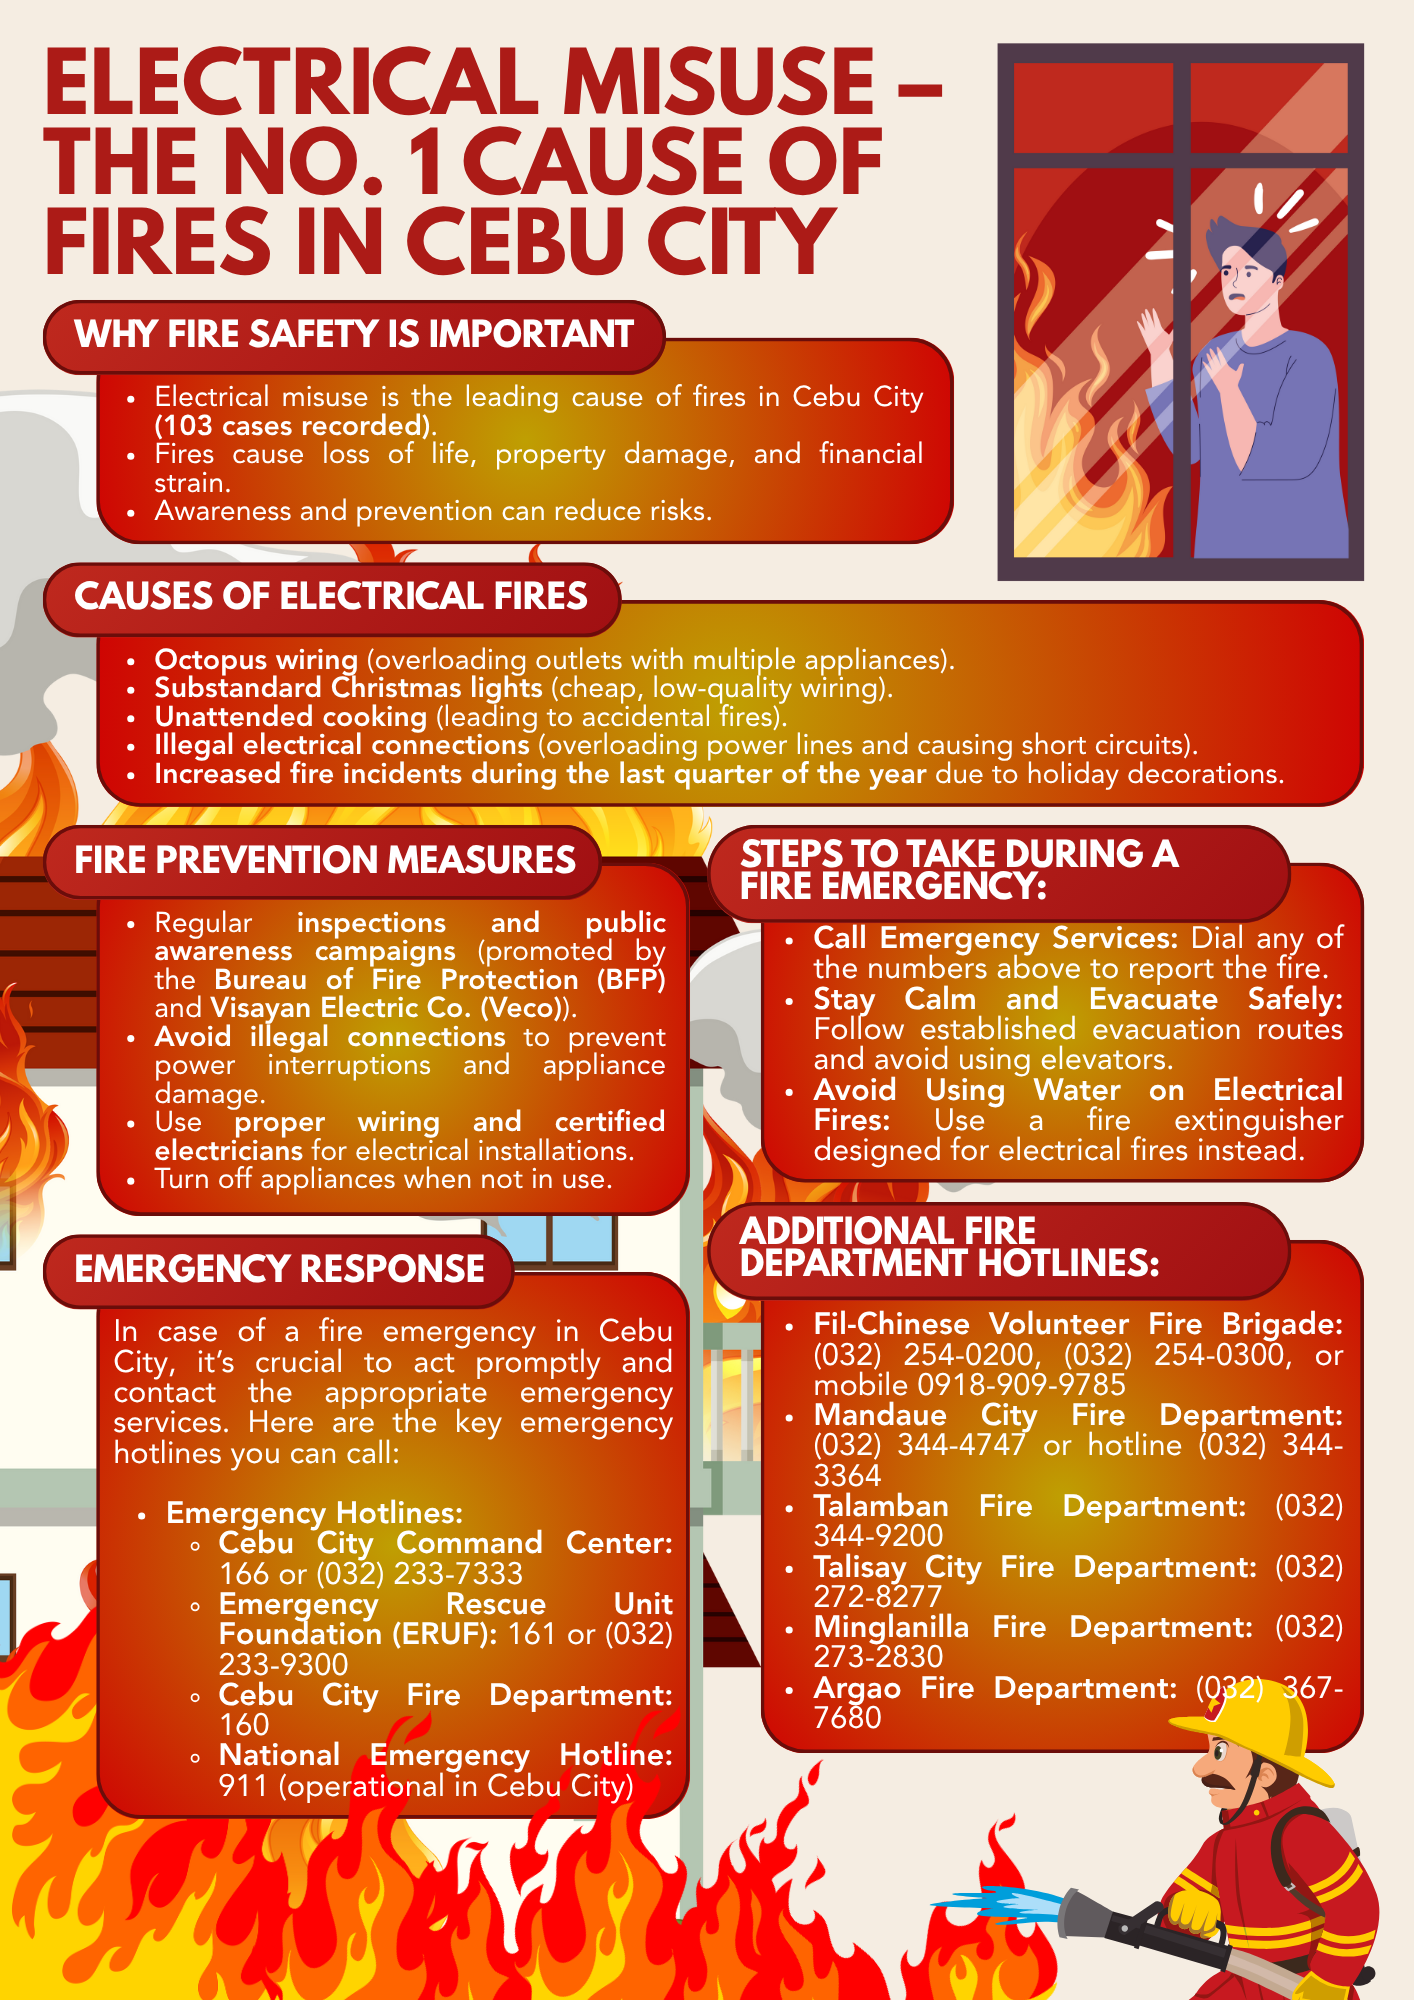 ELECTRICAL MISUSE –
THE NO. 1 CAUSE OF
FIRES IN CEBU CITY
WHY FIRE SAFETY IS IMPORTANT
• Electrical misuse is the leading cause of fires in Cebu City
(103 cases recorded).
• Fires cause loss of life, property damage, and financial
strain.
• Awareness and prevention can reduce risks.
CAUSES OF ELECTRICAL FIRES
• Octopus wiring (overloading outlets with multiple appliances).
• Substandard Christmas lights (cheap, low-quality wiring).
• Unattended cooking (leading to accidental fires).
• Illegal electrical connections (overloading power lines and causing short circuits).
• Increased fire incidents during the last quarter of the year due to holiday decorations.
FIRE PREVENTION MEASURES
• Regular inspections and public
awareness campaigns (promoted by
the Bureau of Fire Protection (BFP)
and Visayan Electric Co. (Veco)).
• Avoid illegal connections to prevent
power interruptions and appliance
damage.
• Use proper wiring and certified
electricians for electrical installations.
• Turn off appliances when not in use.
EMERGENCY RESPONSE
In case of a fire emergency in Cebu
City, it’s crucial to act promptly and
contact the appropriate emergency
services. Here are the key emergency
hotlines you can call:
• Emergency Hotlines:
◦ Cebu City Command Center:
166 or (032) 233-7333
◦ Emergency Rescue Unit
Foundation (ERUF): 161 or (032)
233-9300
◦ Cebu City Fire Department:
160
◦ National Emergency Hotline:
911 (operational in Cebu City)
STEPS TO TAKE DURING A
FIRE EMERGENCY:
• Call Emergency Services: Dial any of
the numbers above to report the fire.
• Stay Calm and Evacuate Safely:
Follow established evacuation routes
and avoid using elevators.
• Avoid Using Water on Electrical
Fires: Use a fire extinguisher
designed for electrical fires instead.
ADDITIONAL FIRE
DEPARTMENT HOTLINES:
• Fil-Chinese Volunteer Fire Brigade:
(032) 254-0200, (032) 254-0300, or
mobile 0918-909-9785
• Mandaue City Fire Department:
(032) 344-4747 or hotline (032) 344-
3364
• Talamban Fire Department: (032)
344-9200
• Talisay City Fire Department: (032)
272-8277
• Minglanilla Fire Department: (032)
273-2830
• Argao Fire Department: (032) 367-
7680